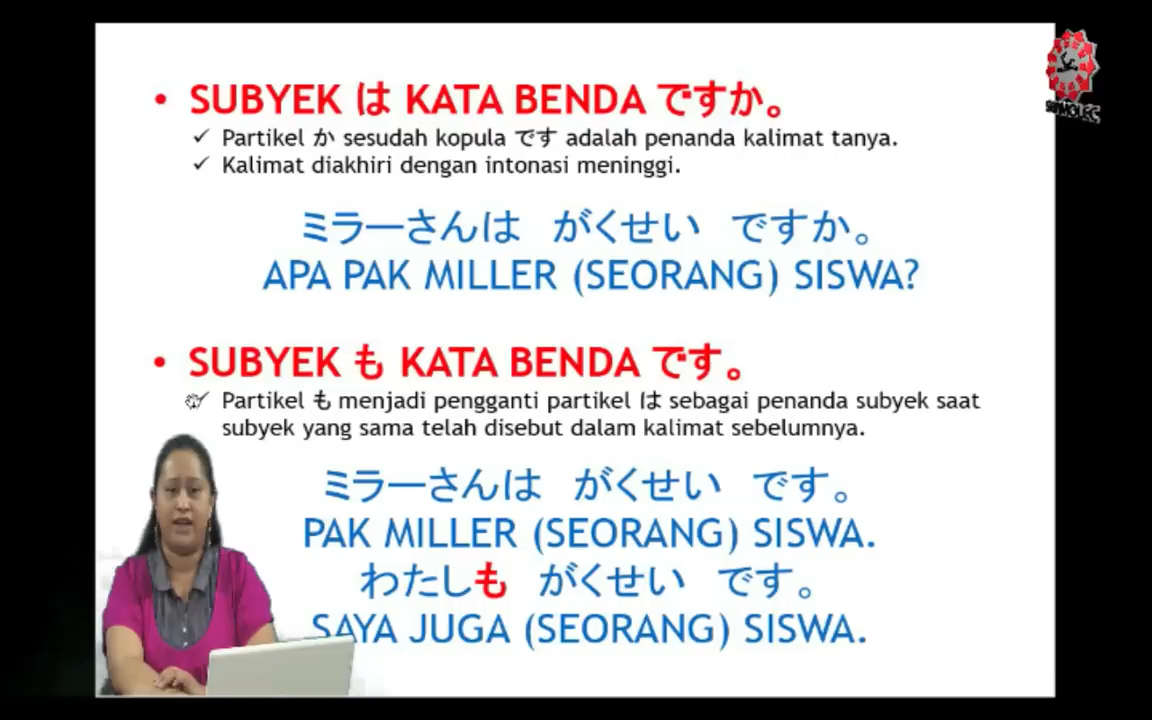 • SUBYEK は KATA BENDA ですか。
✓ Partikel か sesudah kopula です adalah penanda kalimat tanya.
✓ Kalimat diakhiri dengan intonasi meninggi.
ミラーさんは がくせい ですか。
APA PAK MILLER (SEORANG) SISWA?
• SUBYEK も KATA BENDA です。
✓ Partikel も menjadi pengganti partikel は sebagai penanda subyek saat
subyek yang sama telah disebut dalam kalimat sebelumnya.
ミラーさんは がくせい です。
PAK MILLER (SEORANG) SISWA.
わたしも がくせい です。
SAYA JUGA (SEORANG) SISWA.
SEAMOLEC